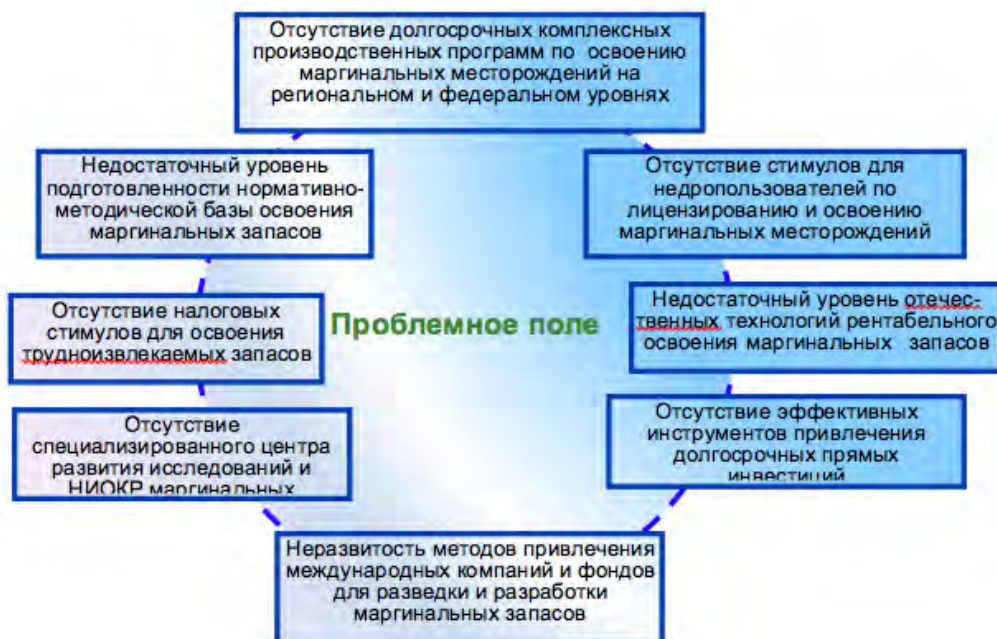 Отсутствие долгосрочных комплексных
производственных программ по освоению
маргинальных месторождений на
региональном и федеральном уровнях
Недостаточный уровень
подготовленности нормативно-
методической базы освоения
маргинальных запасов
Отсутствие стимулов для
недропользователей по
лицензированию и освоению
маргинальных месторождений
Отсутствие налоговых
стимулов для освоения
трудноизвлекаемых запасов
Проблемное поле
Недостаточный уровень отечес-
твенных технологий рентабельного
освоения маргинальных запасов
Отсутствие
специализированного центра
развития исследований и
НИОКР маргинальных
Отсутствие эффективных
инструментов привлечения
долгосрочных прямых
инвестиций
Неразвитость методов привлечения
международных компаний и фондов
для разведки и разработки
маргинальных запасов